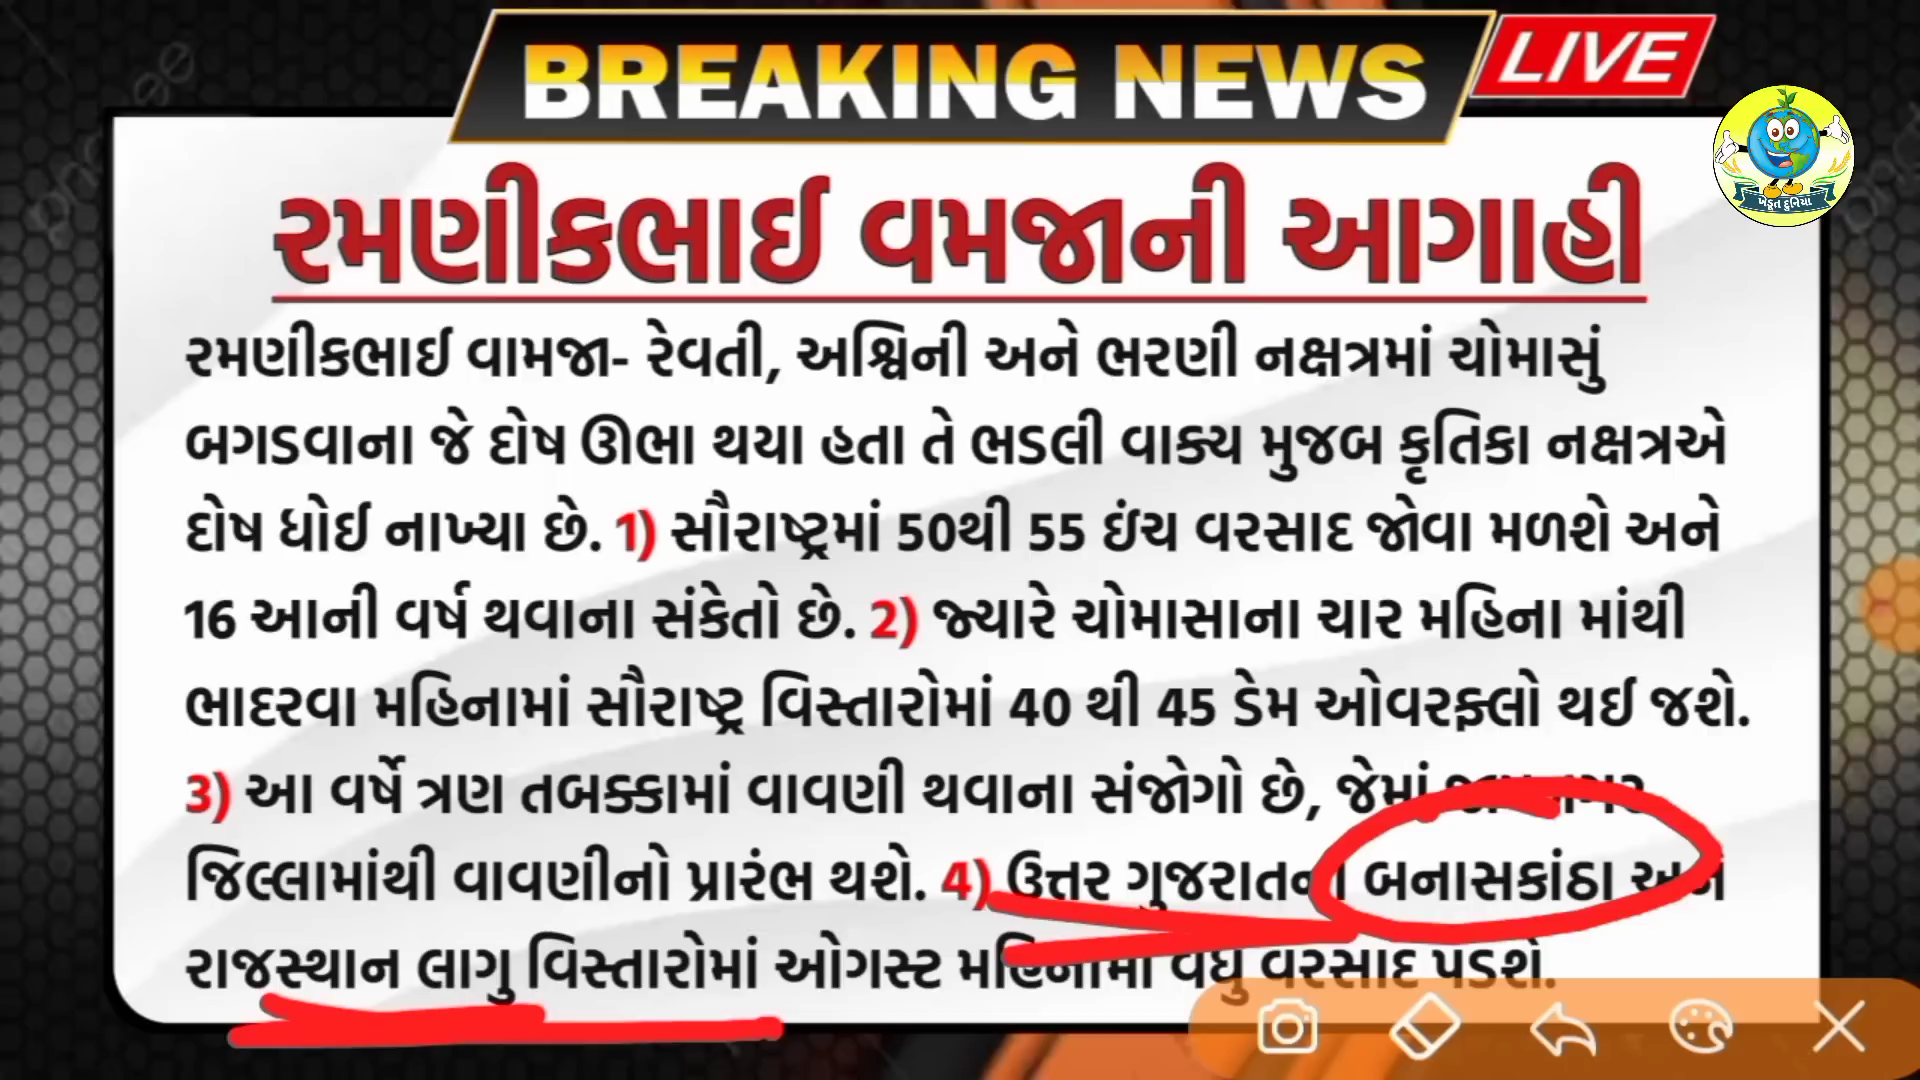 BREAKING NEWS
LIVE
ખેડૂત દુનિયા
રમણીકભાઈ વમજાની આગાહી
રમણીકભાઈ વામજા- રેવતી, અશ્વિની અને ભરણી નક્ષત્રમાં ચોમાસું
બગડવાના જે દોષ ઊભા થયા હતા તે ભડલી વાક્ય મુજબ કૃતિકા નક્ષત્રએ
દોષ ધોઈ નાખ્યા છે. 1) સૌરાષ્ટ્રમાં 50થી 55 ઇંચ વરસાદ જોવા મળશે અને
16 આની વર્ષ થવાના સંકેતો છે. 2) જ્યારે ચોમાસાના ચાર મહિના માંથી
ભાદરવા મહિનામાં સૌરાષ્ટ્ર વિસ્તારોમાં 40 થી 45 ડેમ ઓવરફ્લો થઈ જશે.
3) આ વર્ષે ત્રણ તબક્કામાં વાવણી થવાના સંજોગો છે, જેમાં
જિલ્લામાંથી વાવણીનો પ્રારંભ થશે. 4) ઉત્તર ગુજરાતના બનાસકાંઠા અને
રાજસ્થાન લાગુ વિસ્તારોમાં ઓગસ્ટ મહિનામાં વધુ વરસાદ પડશે.